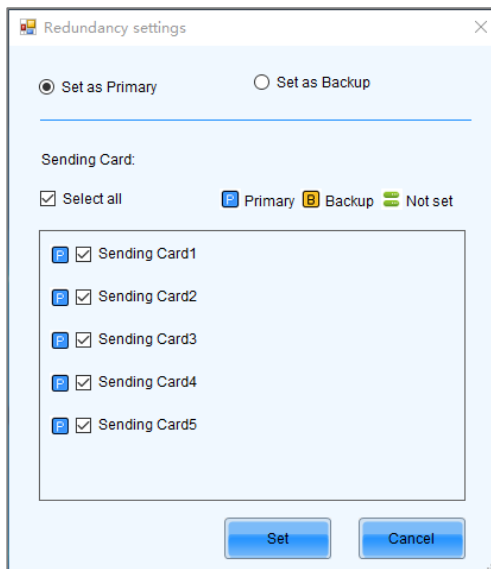 Redundancy settings
Set as Primary Set as Backup
Sending Card:
Select all P Primary B Backup Not set
P Sending Card1
P Sending Card2
P Sending Card3
P Sending Card4
P Sending Card5
Set Cancel